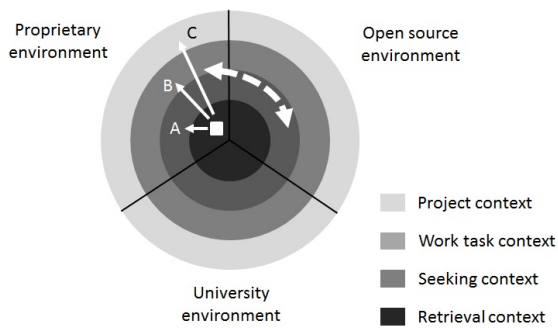 Proprietary
environment
C
B
A
Open source
environment
University
environment
Project context
Work task context
Seeking context
Retrieval context